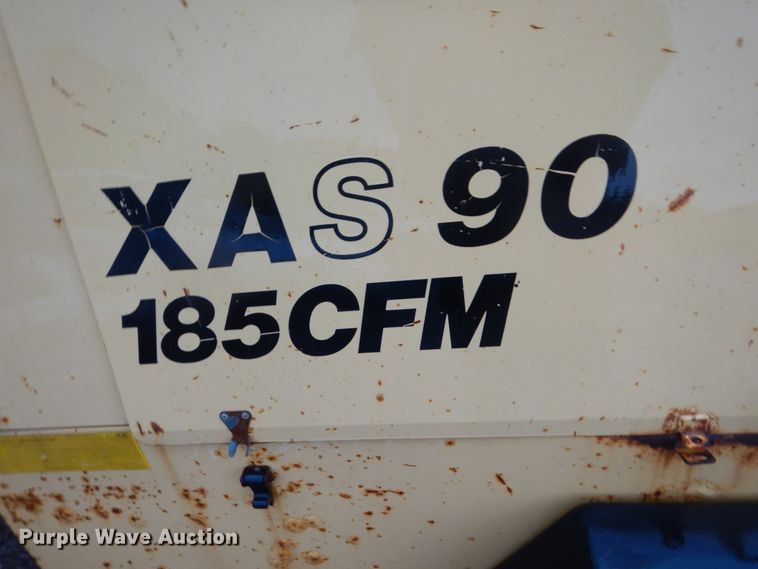 XAS 90
185CFM
Purple Wave Auction